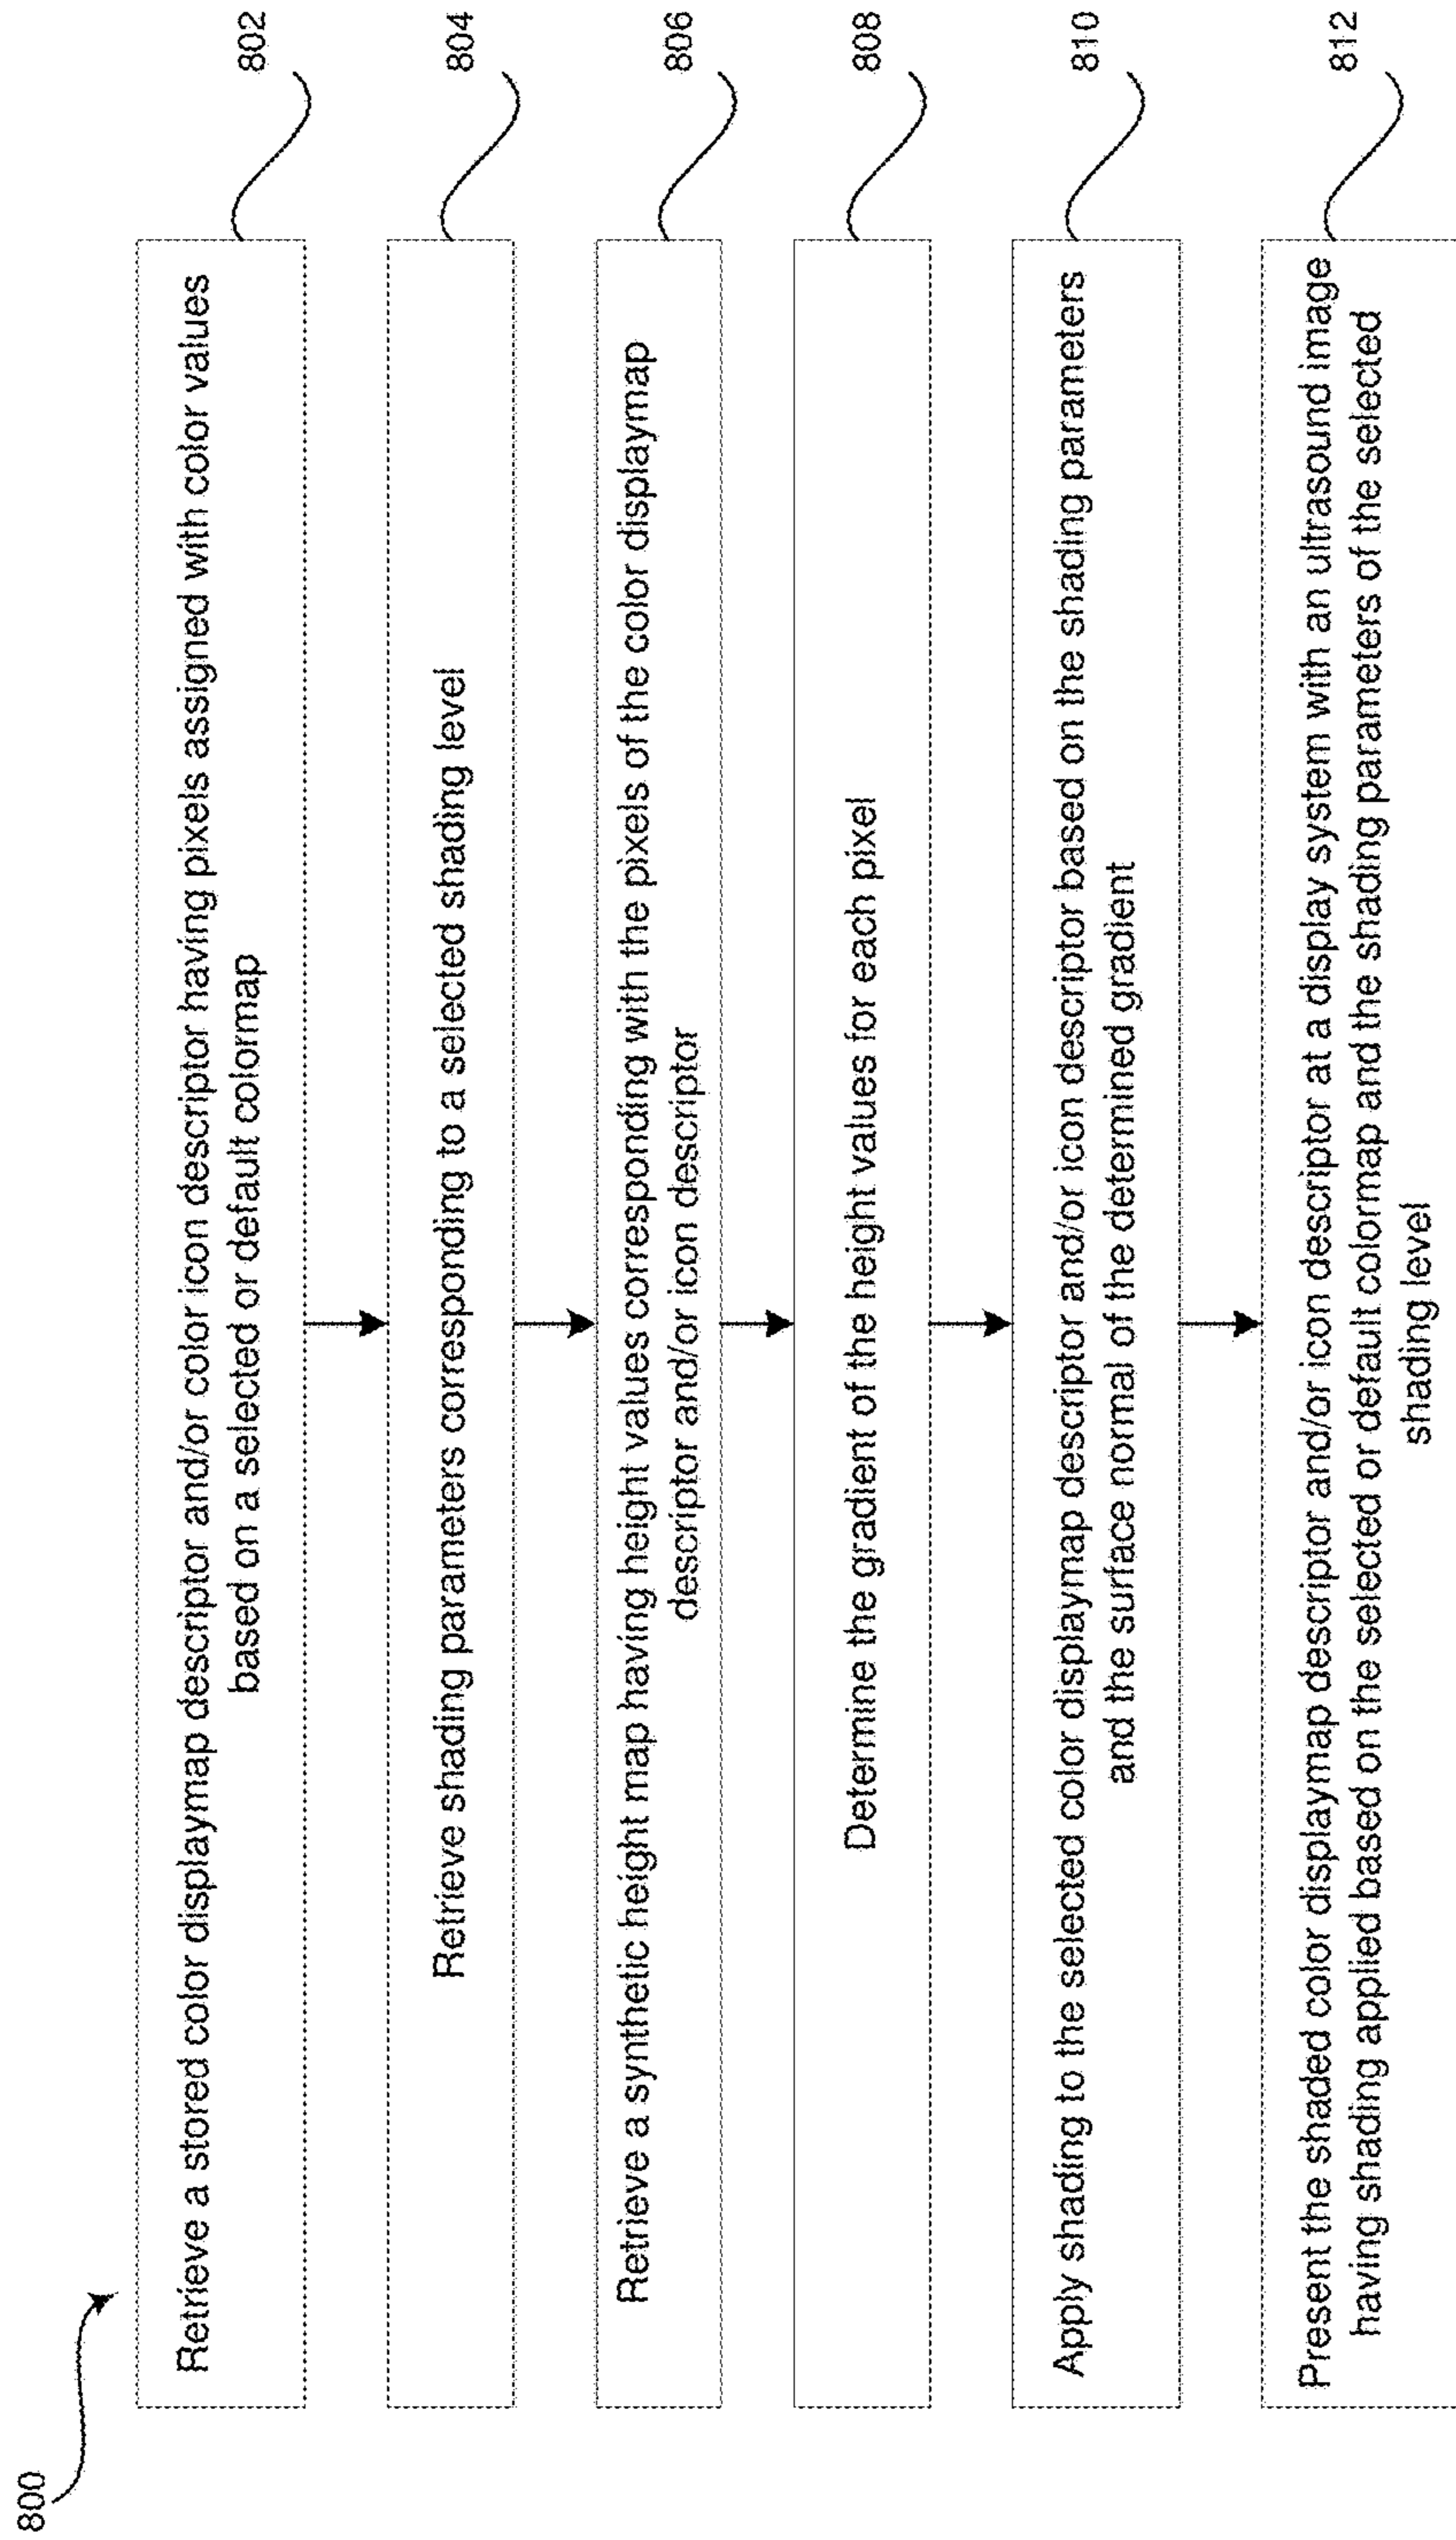 800
Retrieve a stored color displaymap descriptor and/or color icon descriptor having pixels assigned with color values
based on a selected or default colormap
802
Retrieve shading parameters corresponding to a selected shading level
804
Retrieve a synthetic height map having height values corresponding with the pixels of the color displaymap
descriptor and/or icon descriptor
806
Determine the gradient of the height values for each pixel
808
Apply shading to the selected color displaymap descriptor and/or icon descriptor based on the shading parameters
and the surface normal of the determined gradient
810
Present the shaded color displaymap descriptor and/or icon descriptor at a display system with an ultrasound image
having shading applied based on the selected or default colormap and the shading parameters of the selected
shading level
812